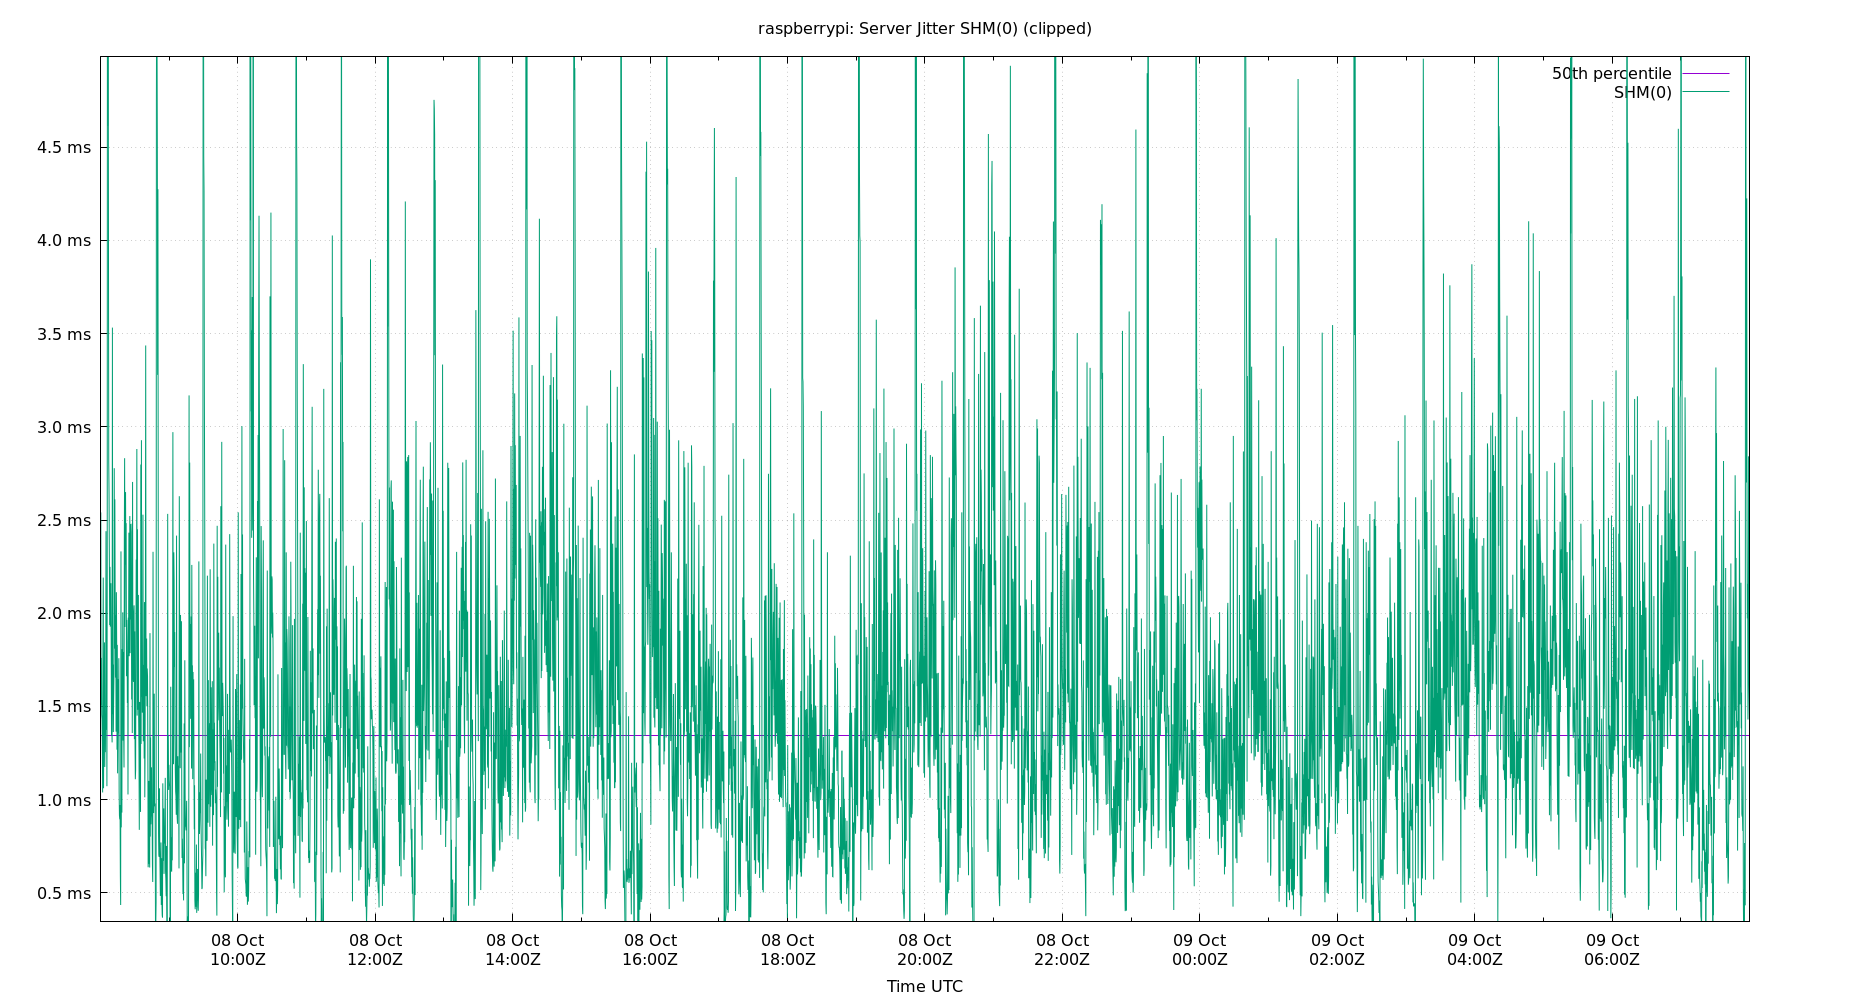 raspberrypi: Server Jitter SHM(0) (clipped)
50th percentile
SHM(0)
4.5 ms
4.0 ms
3.5 ms
3.0 ms
2.5 ms
2.0 ms
1.5 ms
1.0 ms
0.5 ms
08 Oct 08 Oct 08 Oct 08 Oct 08 Oct 08 Oct 08 Oct 09 Oct 09 Oct 09 Oct 09 Oct
10:00Z 12:00Z 14:00Z 16:00Z 18:00Z 20:00Z 22:00Z 00:00Z 02:00Z 04:00Z 06:00Z
Time UTC